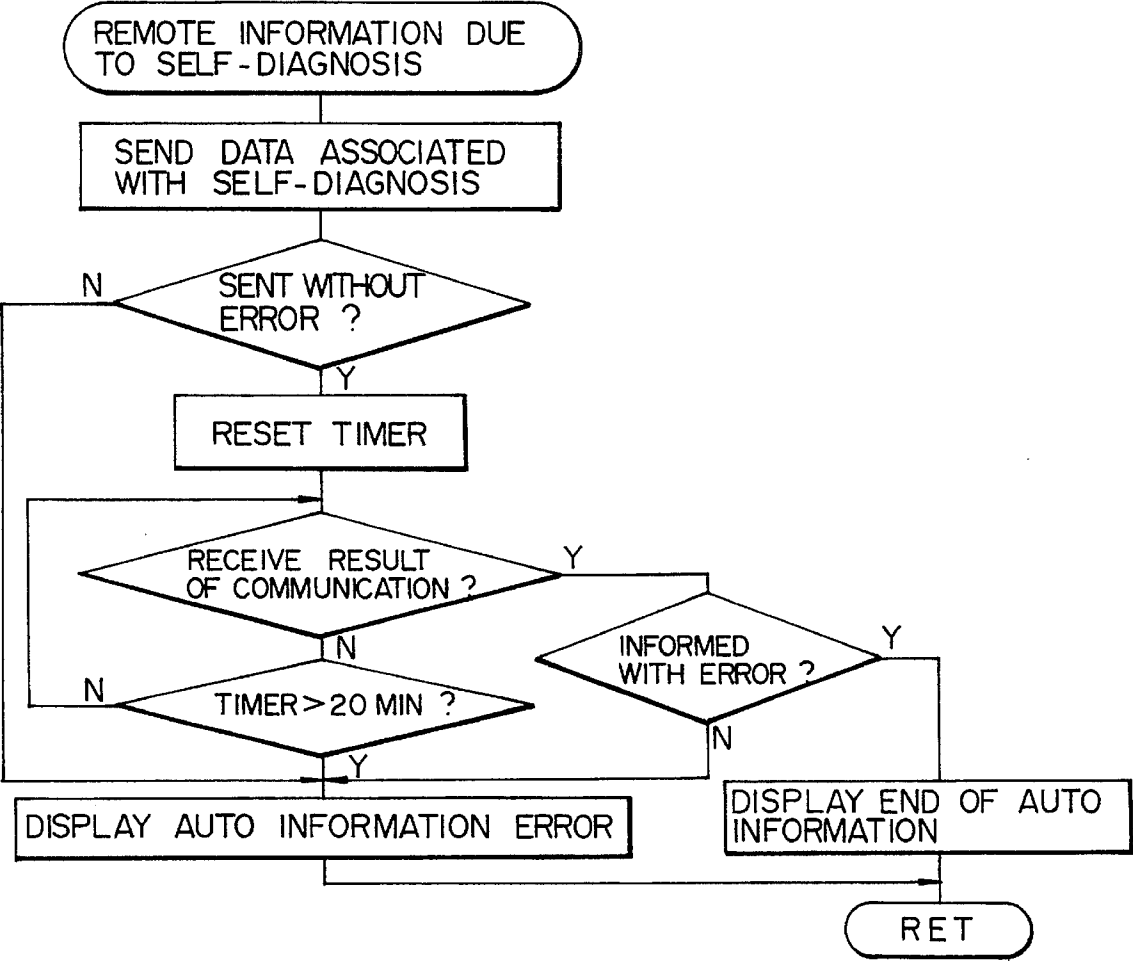 REMOTE INFORMATION DUE
TO SELF-DIAGNOSIS
SEND DATA ASSOCIATED
WITH SELF-DIAGNOSIS
N
SENT WITHOUT
ERROR ?
Y
RESET TIMER
RECEIVE RESULT
OF COMMUNICATION ?
Y
N
INFORMED
WITH ERROR ?
Y
N
N
TIMER > 20 MIN ?
Y
DISPLAY AUTO INFORMATION ERROR
DISPLAY END OF AUTO
INFORMATION
RET